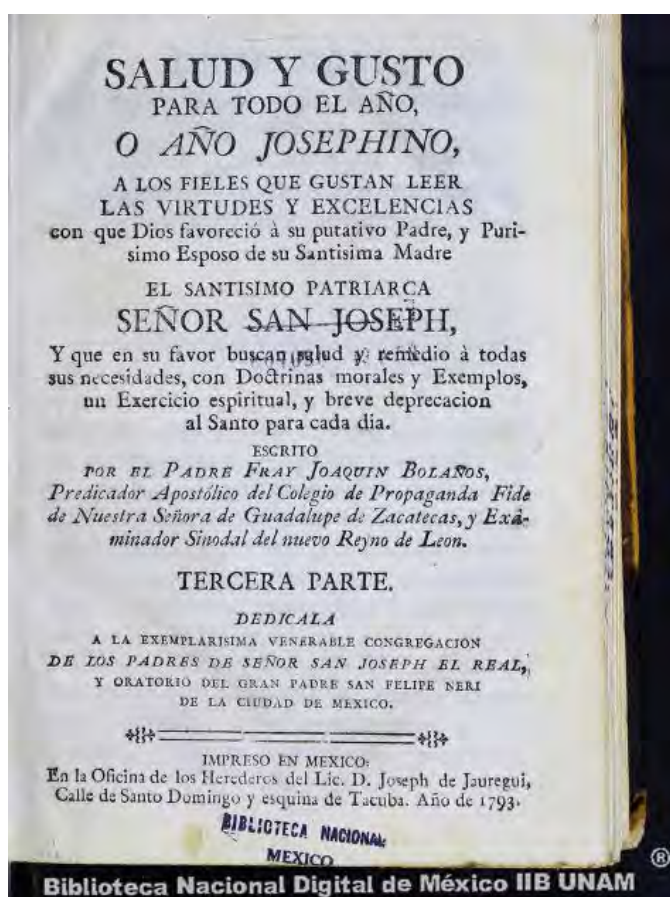 SALUD Y GUSTO
PARA TODO EL AÑO,
O AÑO JOSEPHINO,
A LOS FIELES QUE GUSTAN LEER
LAS VIRTUDES Y EXCELENCIAS
con que Dios favoreció à su putativo Padre, y Puri-
simo Esposo de su Santisima Madre
EL SANTISIMO PATRIARCA
SEÑOR SAN JOSEPH,
Y que en su favor buscan salud y remedio à todas
sus necesidades, con Doctrinas morales y Exemplos,
un Exercicio espiritual, y breve deprecacion
al Santo para cada dia.
ESCRITO
POR EL PADRE FRAY JOAQUIN BOLAÑOS,
Predicador Apostólico del Colegio de Propaganda Fide
de Nuestra Señora de Guadalupe de Zacatecas, y Exâ-
minador Sinodal del nuevo Reyno de Leon.
TERCERA PARTE.
DEDICALA
A LA EXEMPLARISIMA VENERABLE CONGREGACION
DE LOS PADRES DE SEÑOR SAN JOSEPH EL REAL,
Y ORATORIO DEL GRAN PADRE SAN FELIPE NERI
DE LA CIUDAD DE MEXICO.
IMPRESO EN MEXICO:
En la Oficina de los Herederos del Lic. D. Joseph de Jauregui,
Calle de Santo Domingo y esquina de Tacuba. Año de 1793.
BIBLIOTECA NACIONAL
MEXICO
®
Biblioteca Nacional Digital de México IIB UNAM